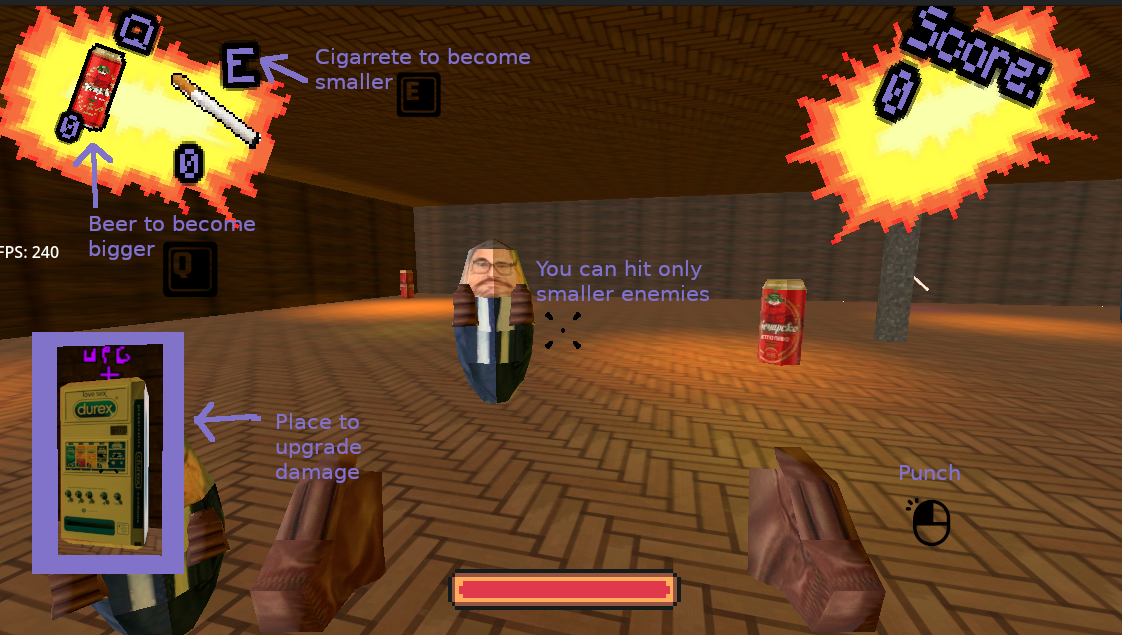 Q
E
Cigarrete to become
smaller
E
Score:
0
0
0
Beer to become
bigger
Q
FPS: 240
You can hit only
smaller enemies
UPG
+
love sex
durex
Place to
upgrade
damage
Punch